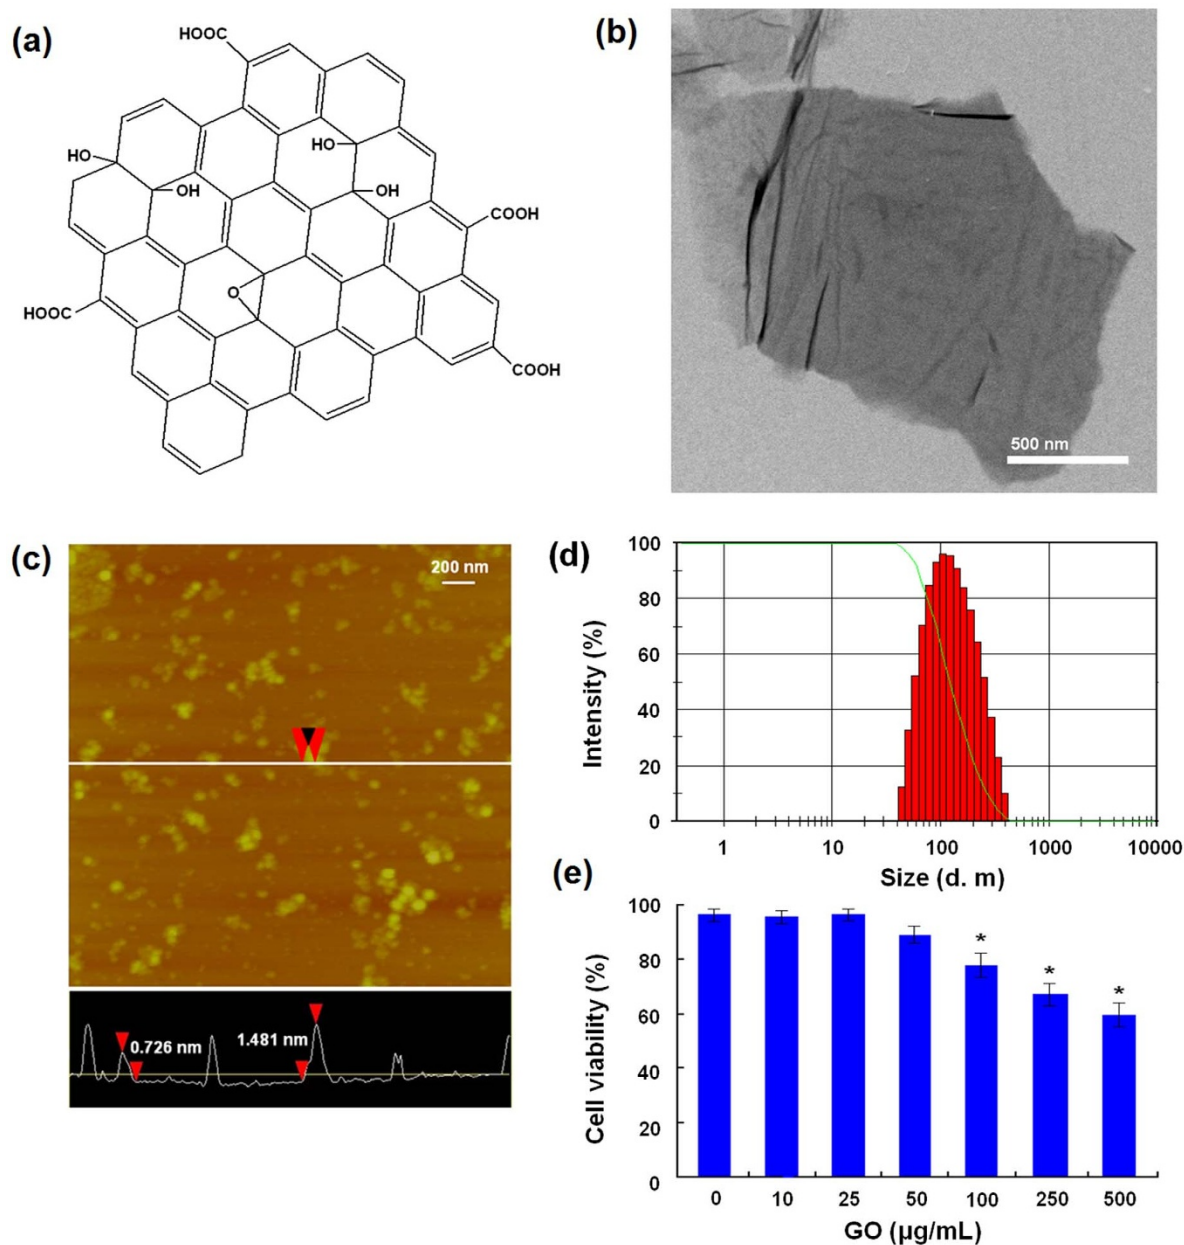 (a)
HOOC
HO
HO
OH
OH
COOH
O
HOOC
COOH
(b)
500 nm
(c)
200 nm
0.726 nm
1.481 nm
(d)
Intensity (%)
100
80
60
40
20
0
1 10 100 1000 10000
Size (d. m)
(e)
Cell viability (%)
100
80
60
40
20
0
* * *
0 10 25 50 100 250 500
GO (μg/mL)